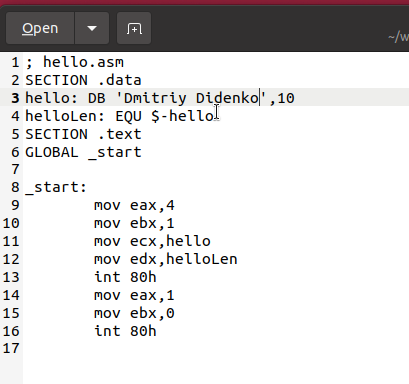 Open
~/w
1 ; hello.asm
2 SECTION .data
3 hello: DB 'Dmitriy Didenko',10
4 helloLen: EQU $-hello
5 SECTION .text
6 GLOBAL _start
7
8 _start:
9 mov eax,4
10 mov ebx,1
11 mov ecx,hello
12 mov edx,helloLen
13 int 80h
14 mov eax,1
15 mov ebx,0
16 int 80h
17